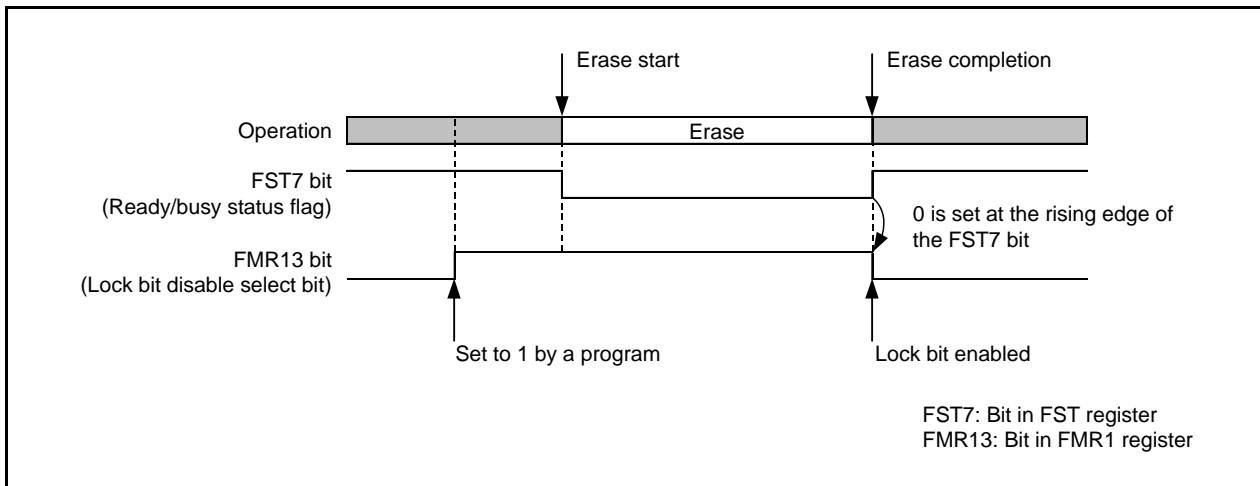 Erase start
Erase completion
Operation
Erase
FST7 bit
(Ready/busy status flag)
0 is set at the rising edge of
the FST7 bit
FMR13 bit
(Lock bit disable select bit)
Set to 1 by a program
Lock bit enabled
FST7: Bit in FST register
FMR13: Bit in FMR1 register